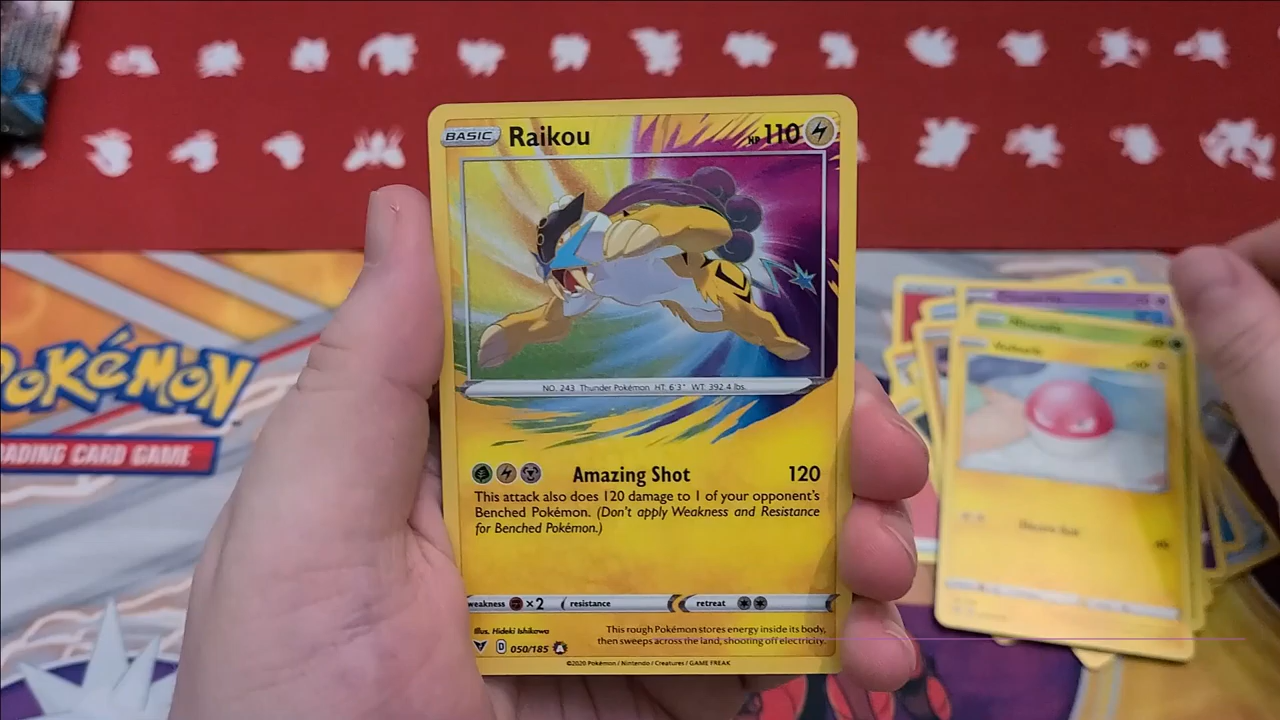 BASIC Raikou HP 110
NO. 243 Thunder Pokémon HT: 6'3" WT: 392.4 lbs.
Amazing Shot 120
This attack also does 120 damage to 1 of your opponent's
Benched Pokémon. (Don't apply Weakness and Resistance
for Benched Pokémon.)
weakness ×2 resistance retreat
Illus. Hideki Ishikawa
This rough Pokémon stores energy inside its body,
then sweeps across the land, shooting off electricity.
D 050/185 A
©2020 Pokémon / Nintendo / Creatures / GAME FREAK
POKéMON
RADING CARD GAME
Voltorb